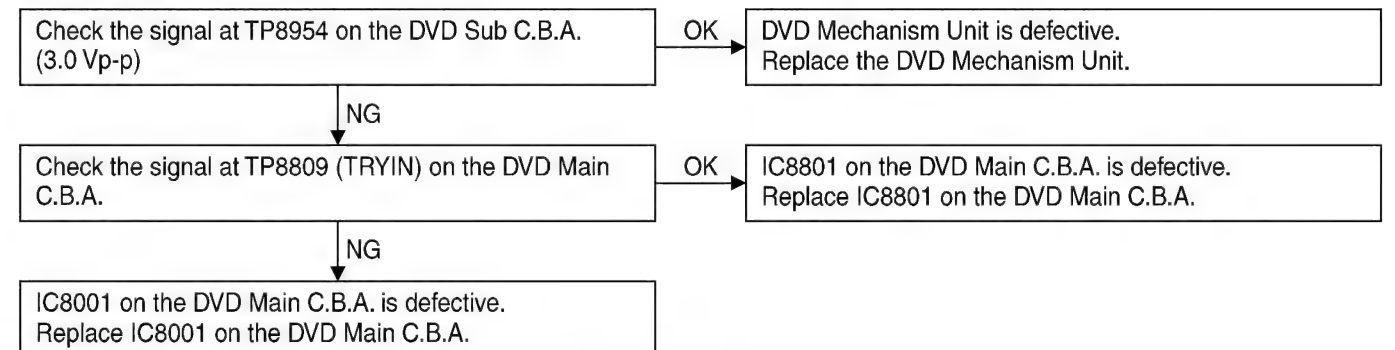 Check the signal at TP8954 on the DVD Sub C.B.A.
(3.0 Vp-p)
OK
DVD Mechanism Unit is defective.
Replace the DVD Mechanism Unit.
NG
Check the signal at TP8809 (TRYIN) on the DVD Main
C.B.A.
OK
IC8801 on the DVD Main C.B.A. is defective.
Replace IC8801 on the DVD Main C.B.A.
NG
IC8001 on the DVD Main C.B.A. is defective.
Replace IC8001 on the DVD Main C.B.A.